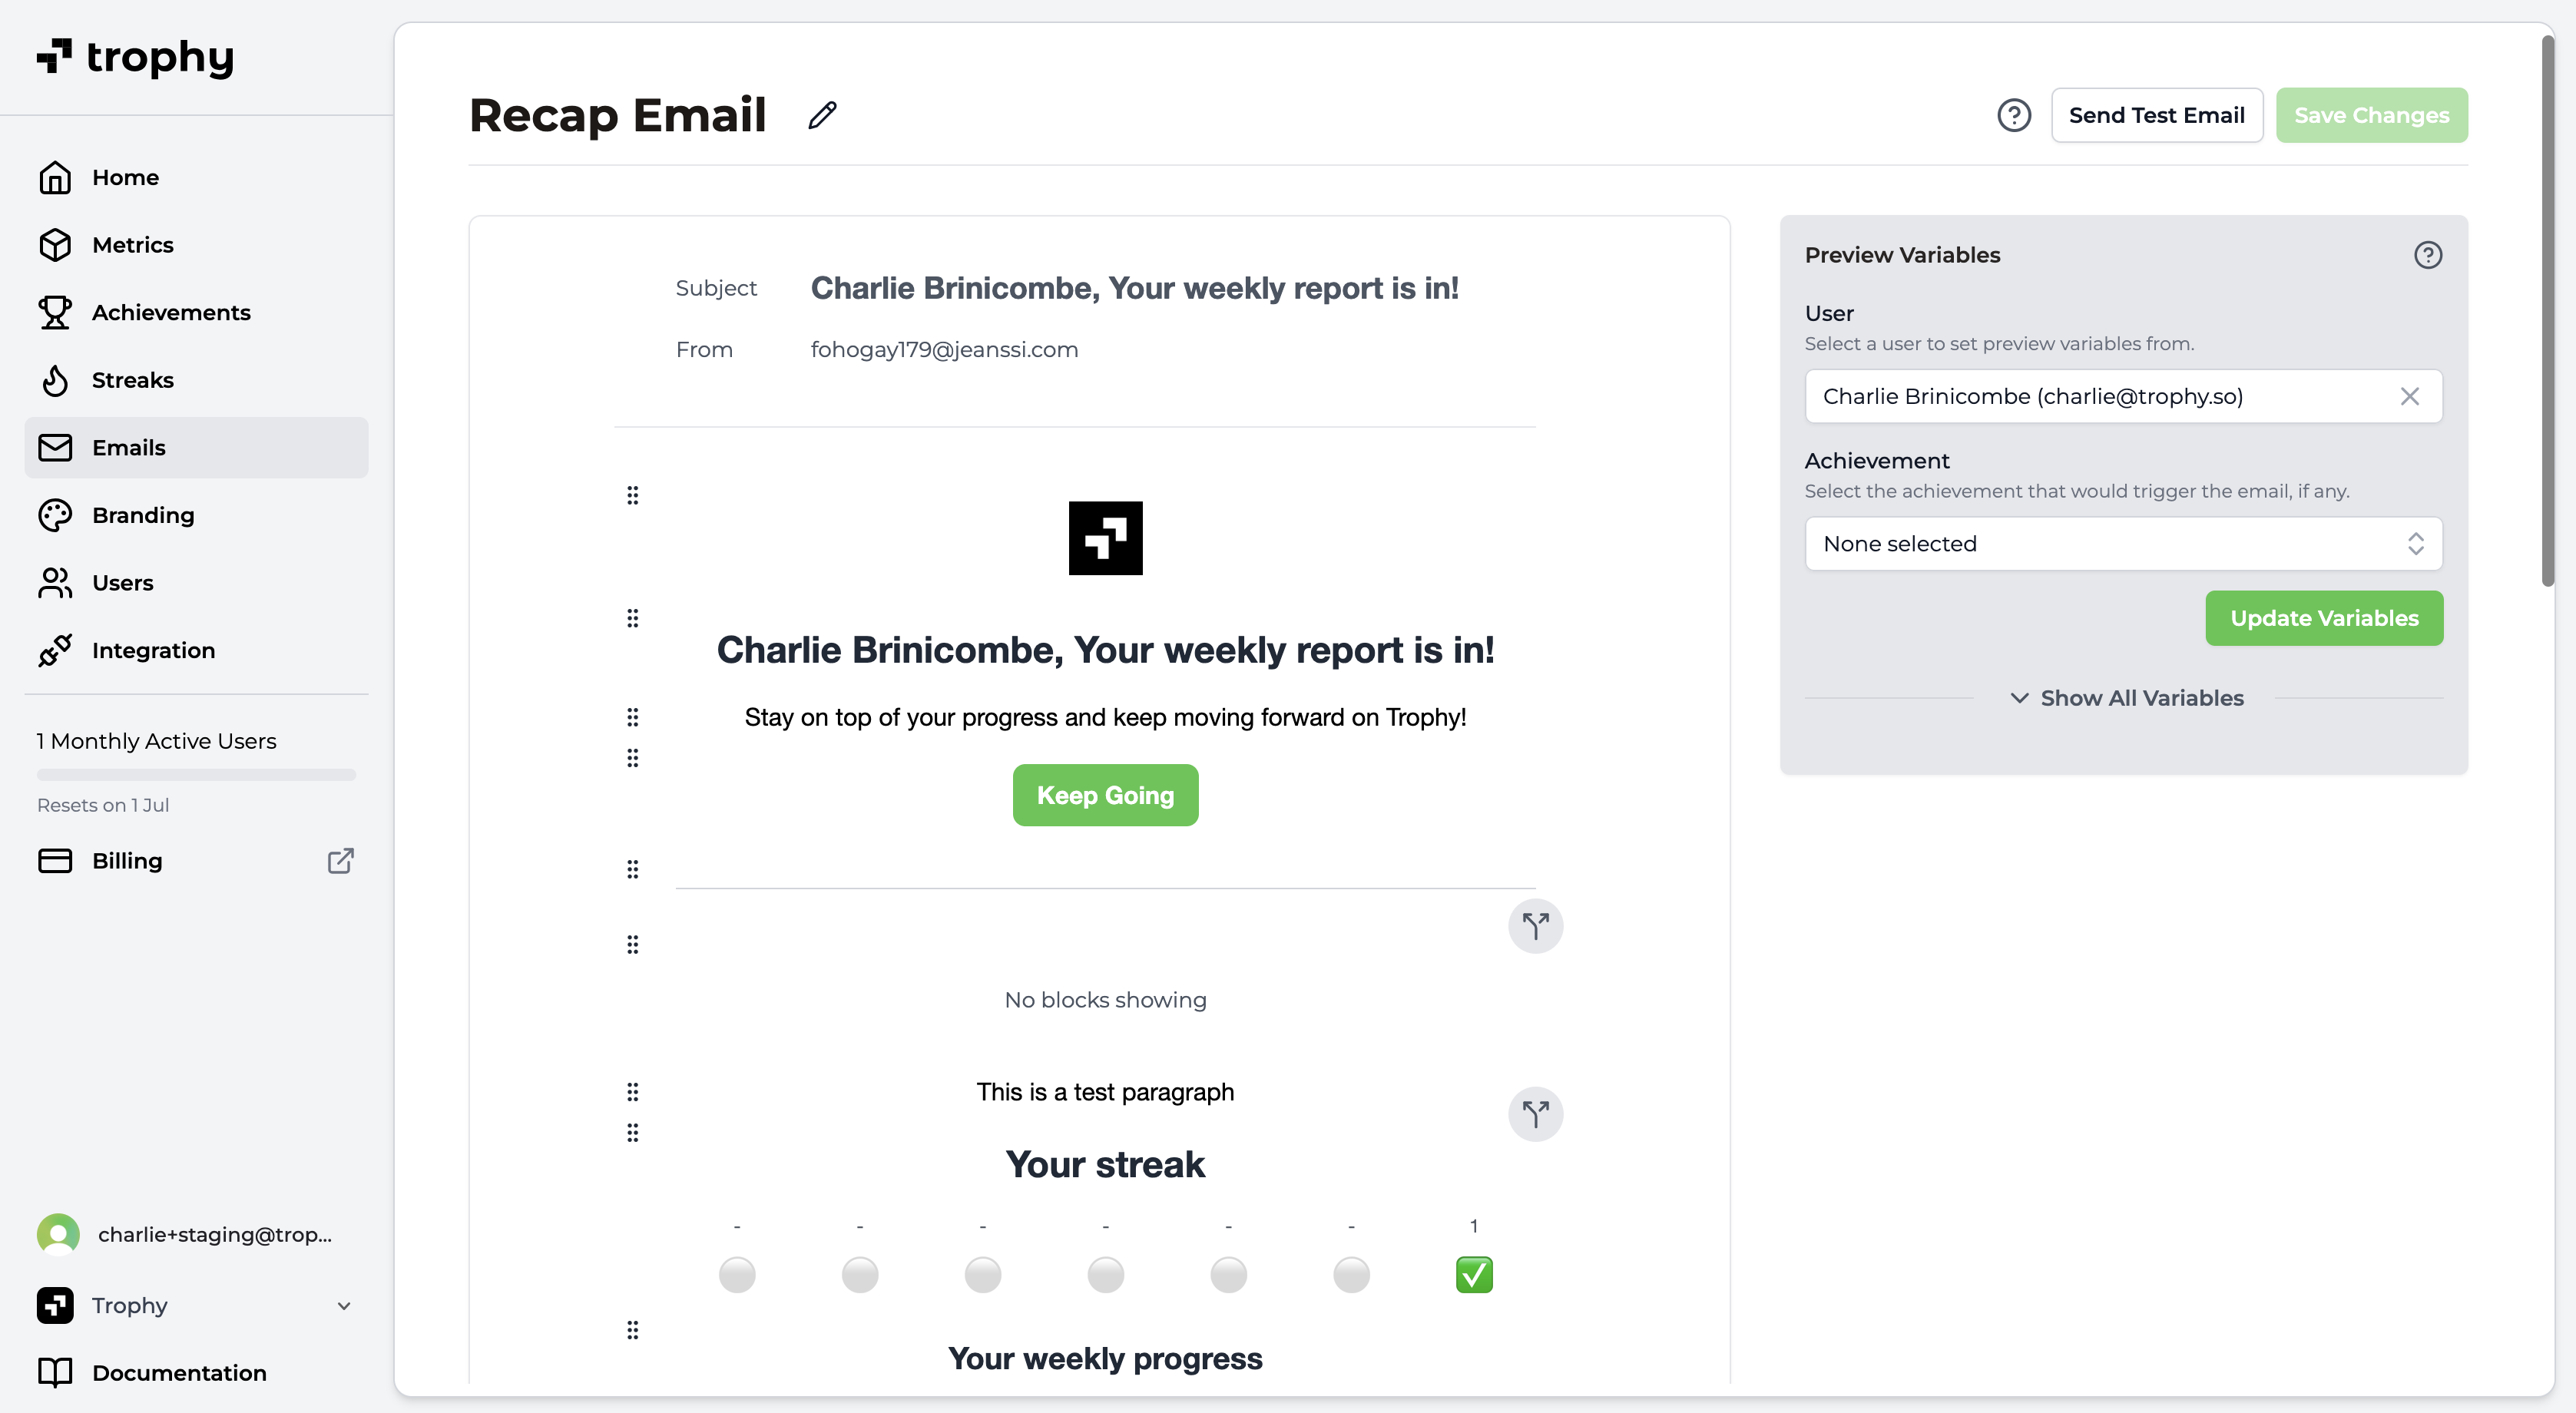 trophy
Home
Metrics
Achievements
Streaks
Emails
Branding
Users
Integration
1 Monthly Active Users
Resets on 1 Jul
Billing
charlie+staging@trop...
Trophy
Documentation
Recap Email
Send Test Email
Save Changes
Subject Charlie Brinicombe, Your weekly report is in!
From fohogay179@jeanssi.com
Charlie Brinicombe, Your weekly report is in!
Stay on top of your progress and keep moving forward on Trophy!
Keep Going
No blocks showing
This is a test paragraph
Your streak
- - - - - - 1
Your weekly progress
Preview Variables
User
Select a user to set preview variables from.
Charlie Brinicombe (charlie@trophy.so)
Achievement
Select the achievement that would trigger the email, if any.
None selected
Update Variables
Show All Variables